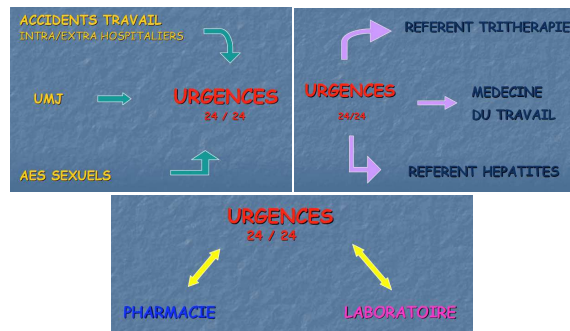 ACCIDENTS TRAVAIL
INTRA/EXTRA HOSPITALIERS
UMJ
URGENCES
24 / 24
AES SEXUELS
REFERENT TRITHERAPIE
URGENCES
24/24
MEDECINE
DU TRAVAIL
REFERENT HEPATITES
URGENCES
24 / 24
PHARMACIE
LABORATOIRE